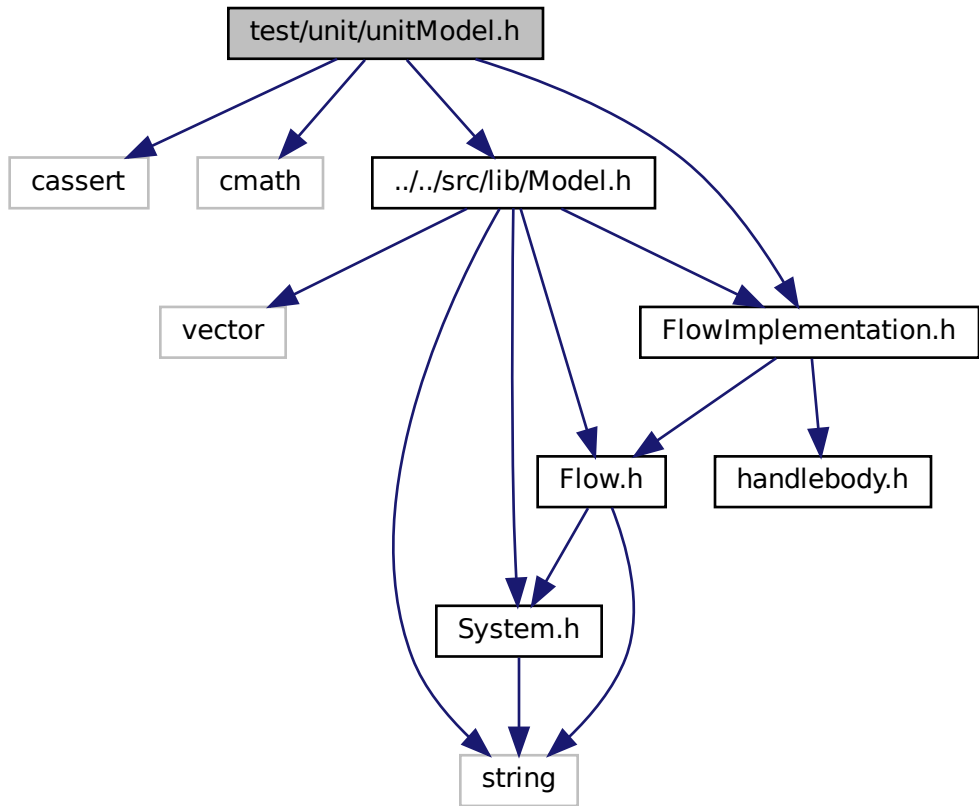 test/unit/unitModel.h
cassert
cmath
../../src/lib/Model.h
vector
FlowImplementation.h
Flow.h
handlebody.h
System.h
string